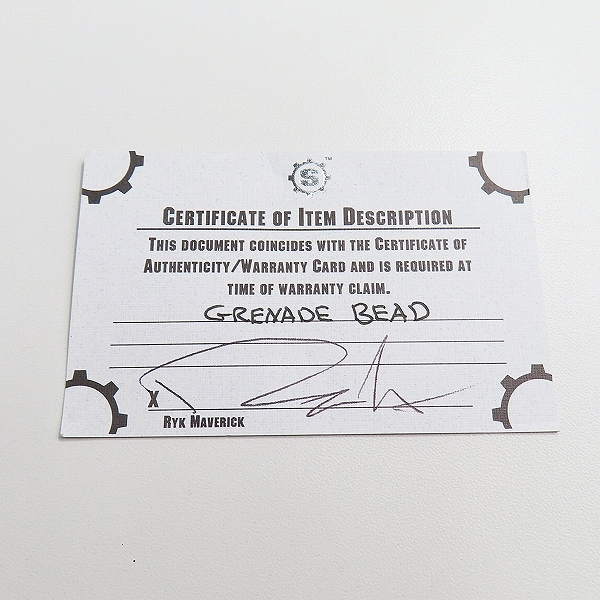 S™
CERTIFICATE OF ITEM DESCRIPTION
THIS DOCUMENT COINCIDES WITH THE CERTIFICATE OF
AUTHENTICITY/WARRANTY CARD AND IS REQUIRED AT
TIME OF WARRANTY CLAIM.
GRENADE BEAD
X
RYK MAVERICK